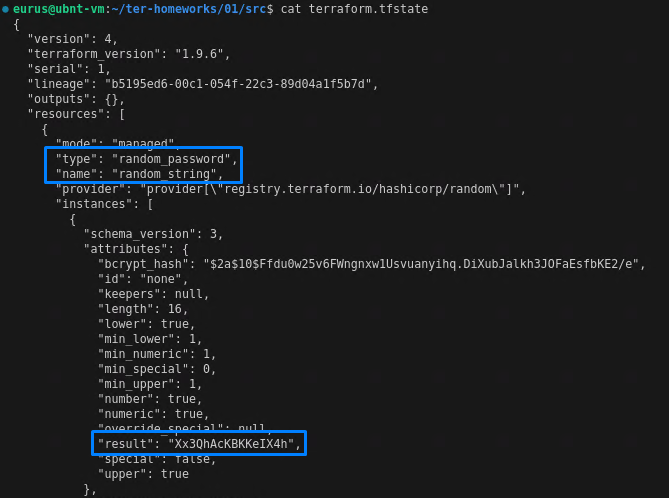 eurus@ubnt-vm:~/ter-homeworks/01/src$ cat terraform.tfstate
{
"version": 4,
"terraform_version": "1.9.6",
"serial": 1,
"lineage": "b5195ed6-00c1-054f-22c3-89d04a1f5b7d",
"outputs": {},
"resources": [
{
"mode": "managed",
"type": "random_password",
"name": "random_string",
"provider": "provider[\"registry.terraform.io/hashicorp/random\"]",
"instances": [
{
"schema_version": 3,
"attributes": {
"bcrypt_hash": "$2a$10$Ffdu0w25v6FWngnxw1Usvuanyihq.DiXubJalkh3JOFaEsfbKE2/e",
"id": "none",
"keepers": null,
"length": 16,
"lower": true,
"min_lower": 1,
"min_numeric": 1,
"min_special": 0,
"min_upper": 1,
"number": true,
"numeric": true,
"override_special": null,
"result": "Xx3QhAcKBKKeIX4h",
"special": false,
"upper": true
},